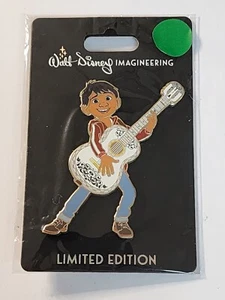 Walt Disney IMAGINEERING
LIMITED EDITION